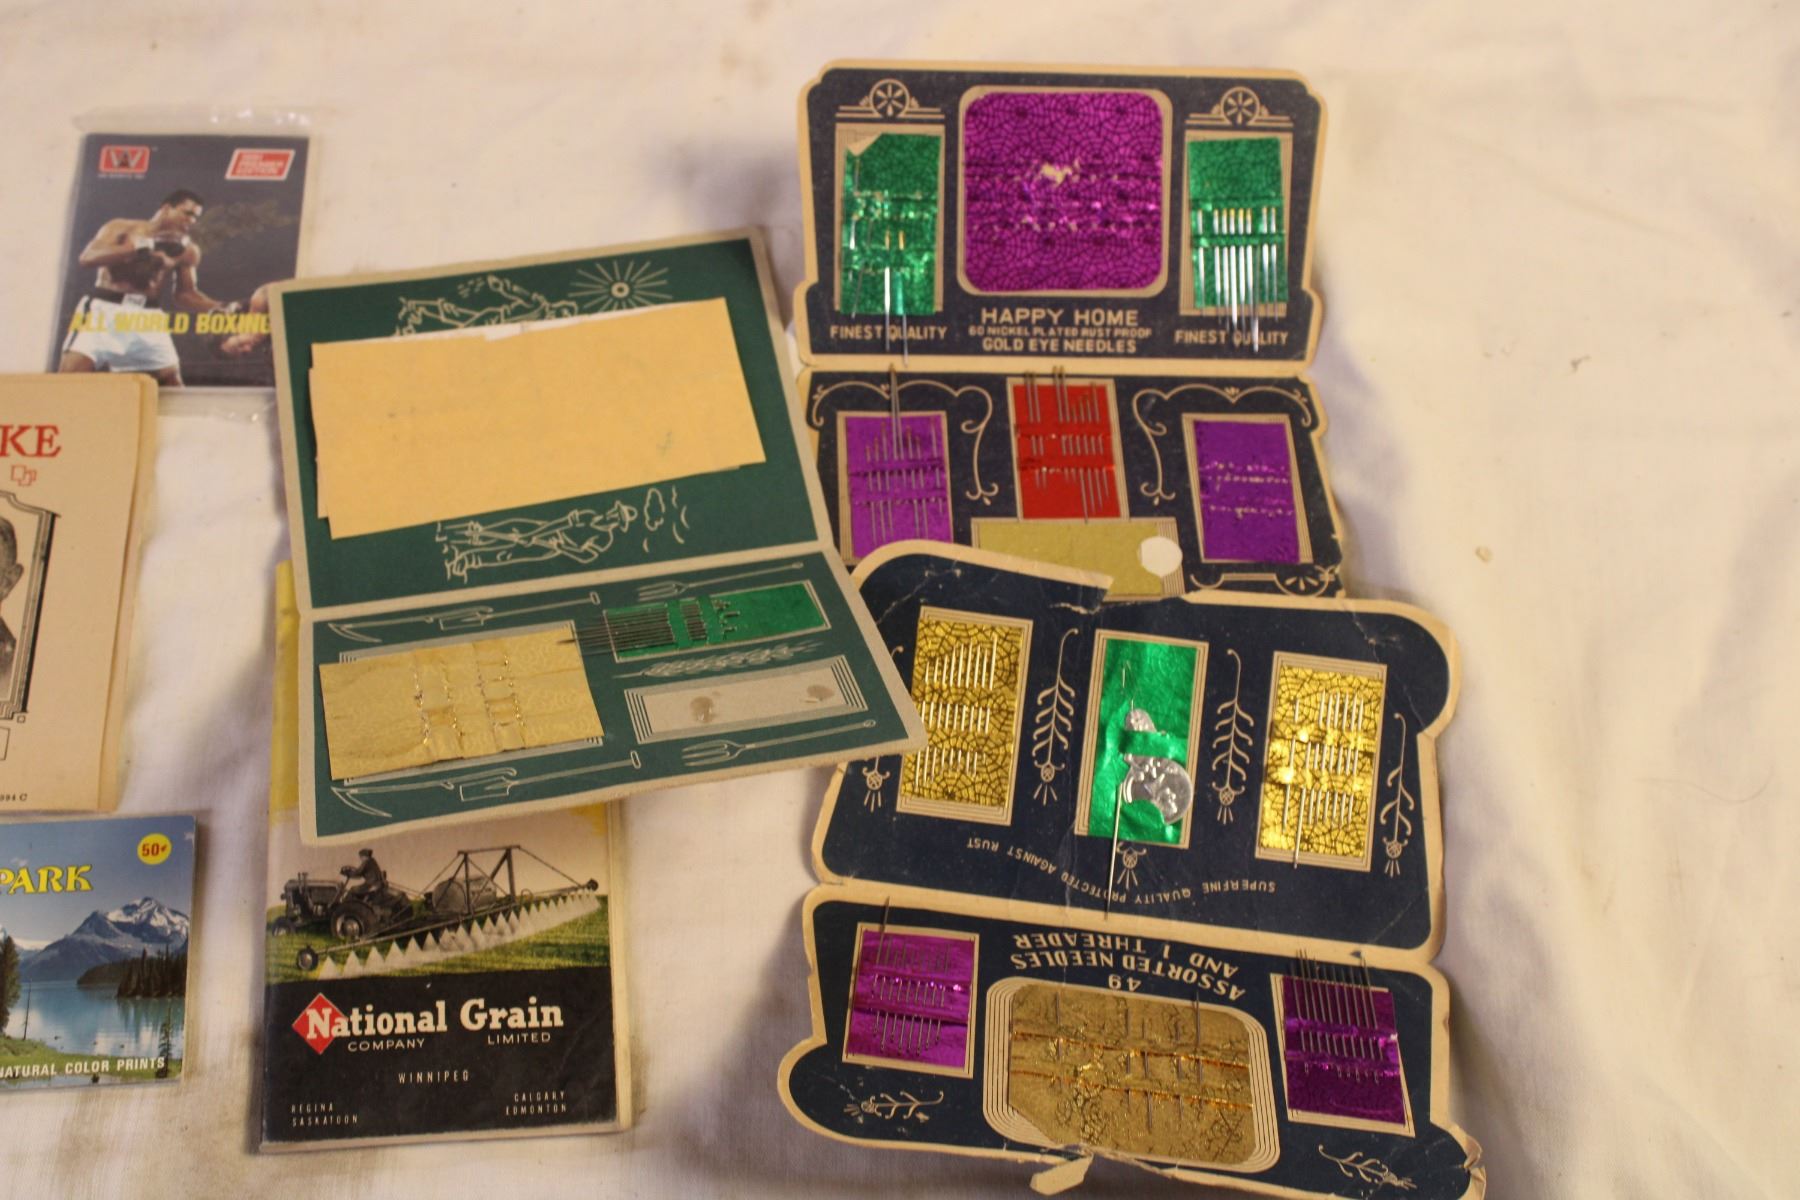 ALL WORLD BOXING
KE
994 C
PARK
50¢
NATURAL COLOR PRINTS
National Grain
COMPANY LIMITED
WINNIPEG
REGINA CALGARY
SASKATOON EDMONTON
FINEST QUALITY
HAPPY HOME
60 NICKEL PLATED RUST PROOF
GOLD EYE NEEDLES
FINEST QUALITY
SUPERFINE QUALITY PROTECTED AGAINST RUST
49
ASSORTED NEEDLES
AND 1 THREADER